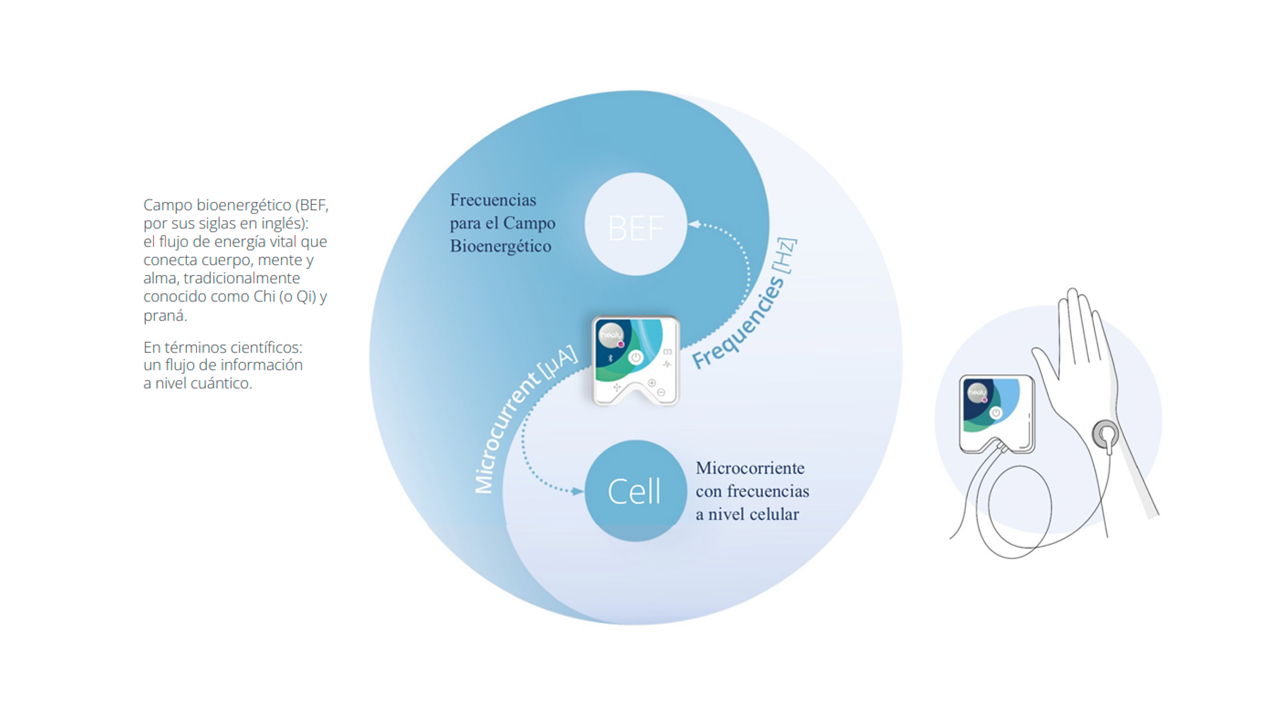 Campo bioenergético (BEF,
por sus siglas en inglés):
el flujo de energía vital que
conecta cuerpo, mente y
alma, tradicionalmente
conocido como Chi (o Qi) y
praná.
En términos científicos:
un flujo de información
a nivel cuántico.
Frecuencias
para el Campo
Bioenergético
BEF
Frequencies [Hz]
healy
Microcurrent [µA]
Cell
Microcorriente
con frecuencias
a nivel celular
healy